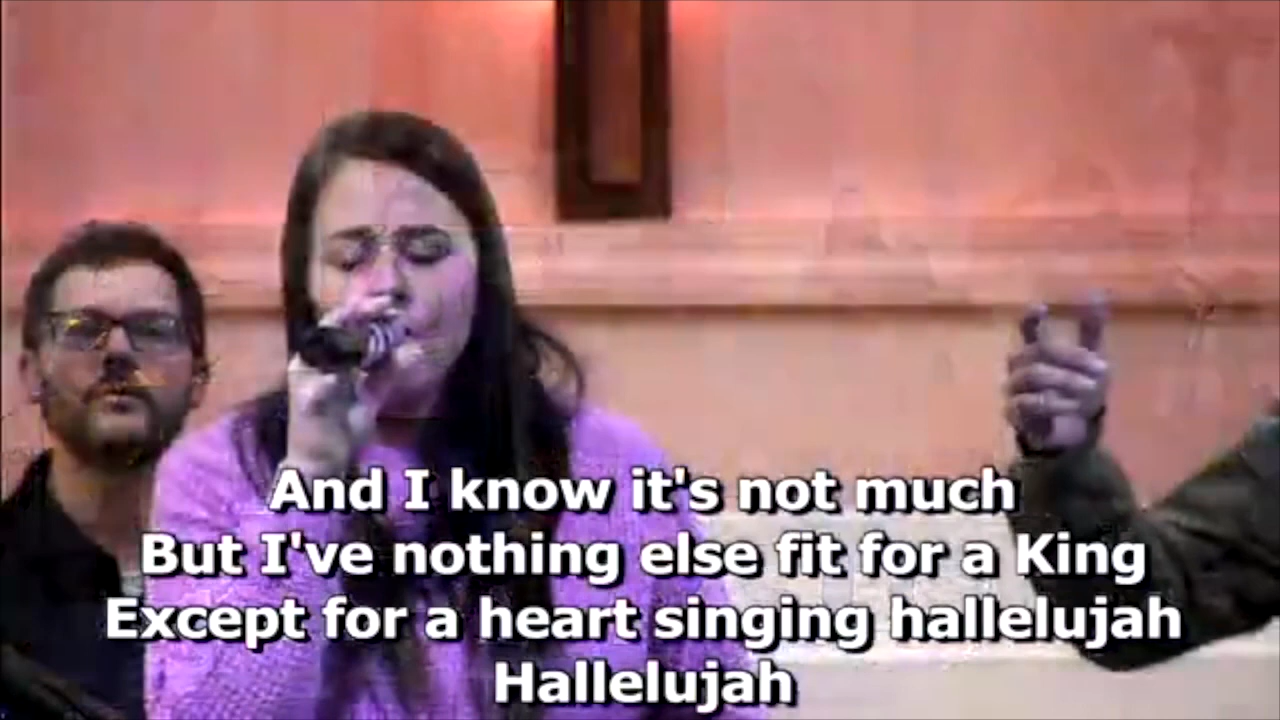 And I know it's not much
But I've nothing else fit for a King
Except for a heart singing hallelujah
Hallelujah